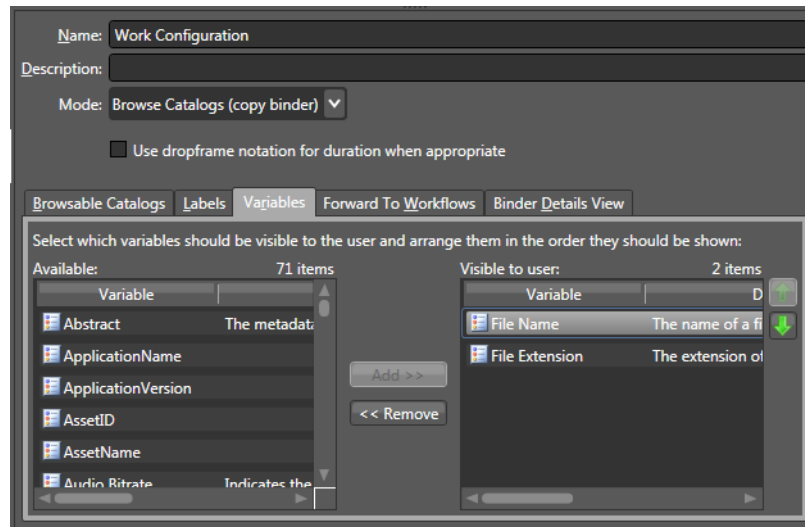 Name: Work Configuration
Description:
Mode: Browse Catalogs (copy binder)
Use dropframe notation for duration when appropriate
Browsable Catalogs Labels Variables Forward To Workflows Binder Details View
Select which variables should be visible to the user and arrange them in the order they should be shown:
Available: 71 items Visible to user: 2 items
Variable Variable D
Abstract The metadata File Name The name of a fi
ApplicationName File Extension The extension of
ApplicationVersion
Add >>
AssetID
<< Remove
AssetName
Audio Bitrate Indicates the